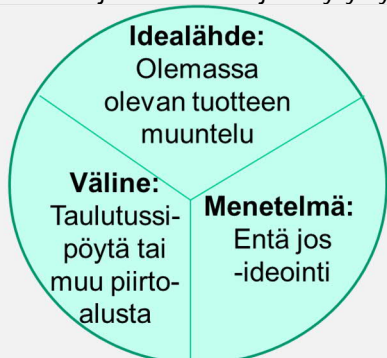 Idealähde:
Olemassa
olevan tuotteen
muuntelu
Väline:
Taulutussi-
pöytä tai
muu piirto-
alusta
Menetelmä:
Entä jos
-ideointi